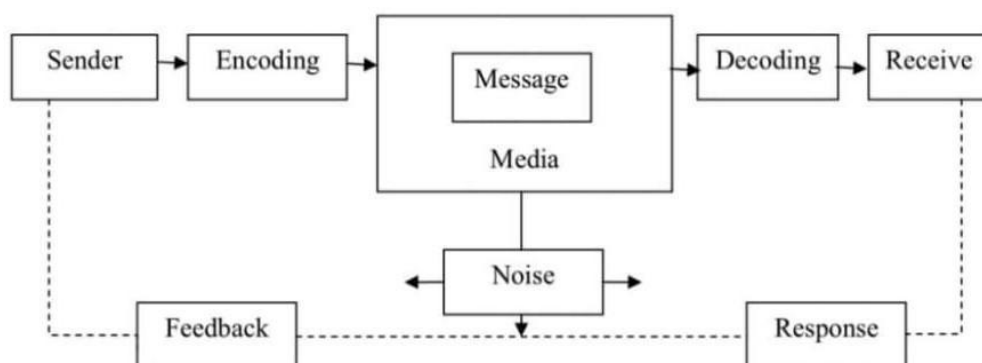 Sender
Encoding
Message
Media
Decoding
Receive
Noise
Feedback
Response